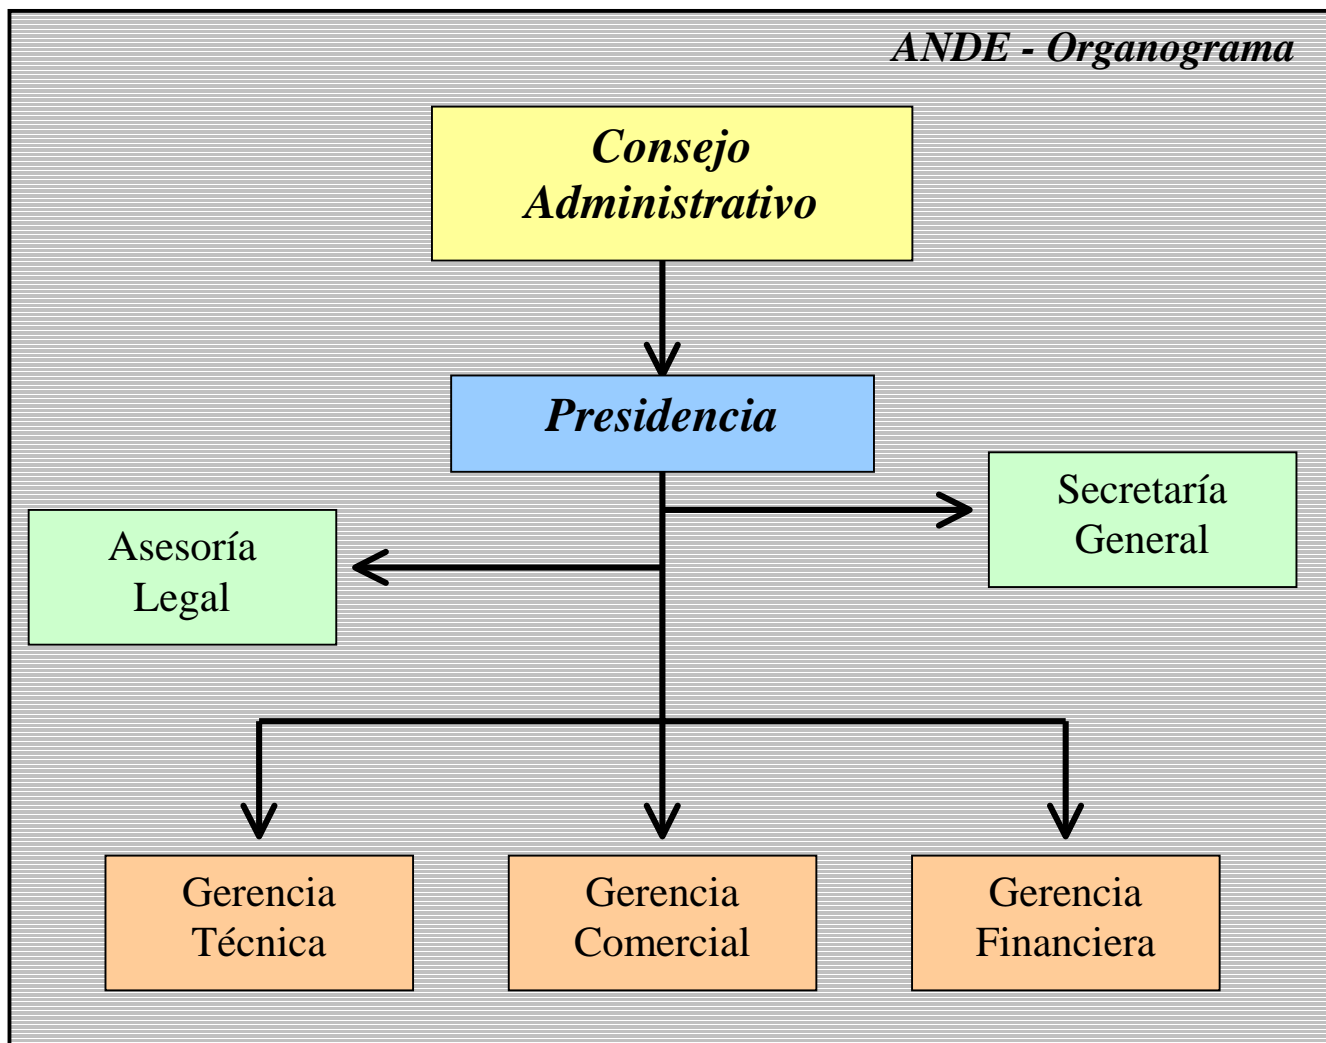 ANDE - Organograma
Consejo
Administrativo
Presidencia
Secretaría
General
Asesoría
Legal
Gerencia
Técnica
Gerencia
Comercial
Gerencia
Financiera